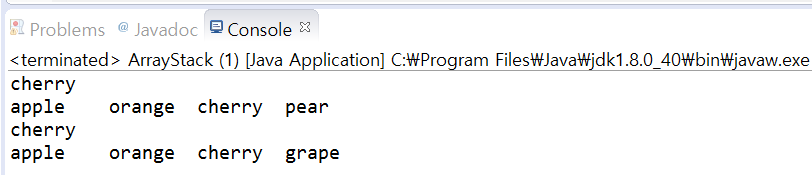 Problems @ Javadoc Console
<terminated> ArrayStack (1) [Java Application] C:₩Program Files₩Java₩jdk1.8.0_40₩bin₩javaw.exe
cherry
apple orange cherry pear
cherry
apple orange cherry grape